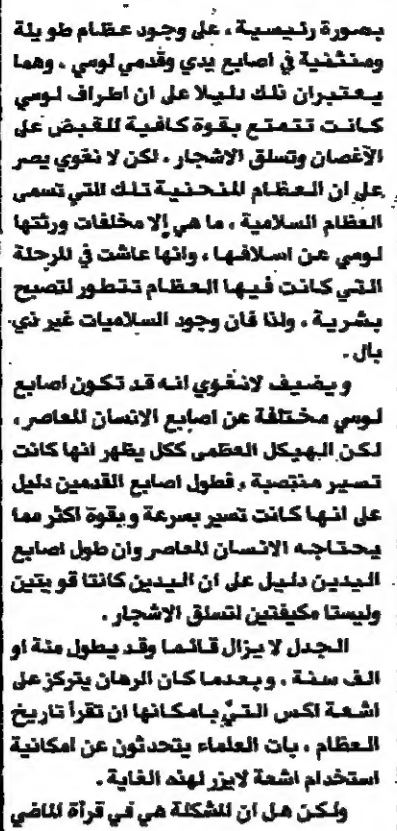 بصورة رئيسية ، على وجود عظام طويلة
ومنثنية في اصابع يدي وقدمي لوسي . وهما
يعتبران ذلك دليلا على ان اطراف لوسي
كانت تتمتع بقوة كافية للقبض على
الأغصان وتسلق الاشجار . لكن لا نغوي يصر
على ان العظام المنحنية تلك التي تسمى
العظام السلامية ، ما هي إلا مخلفات ورثتها
لوسي عن اسلافها ، وانها عاشت في المرحلة
التي كانت فيها العظام تتطور لتصبح
بشرية . ولذا فان وجود السلاميات غير ذي
بال .
ويضيف لانغوي انه قد تكون اصابع
لوسي مختلفة عن اصابع الانسان المعاصر ،
لكن الهيكل العظمى ككل يظهر انها كانت
تسير منتصبة ، فطول اصابع القدمين دليل
على انها كانت تسير بسرعة وبقوة اكثر مما
يحتاجه الانسان المعاصر وان طول اصابع
اليدين دليل على ان اليدين كانتا قويتين
وليستا مكيفتين لتسلق الاشجار .
الجدل لا يزال قائما وقد يطول مئة او
الف سنة . وبعدما كان الرهان يتركز على
اشعة اكس التي بامكانها ان تقرأ تاريخ
العظام ، بات العلماء يتحدثون عن امكانية
استخدام اشعة لايزر لهذه الغاية .
ولكن هل ان المشكلة هي في قرأة الماضي